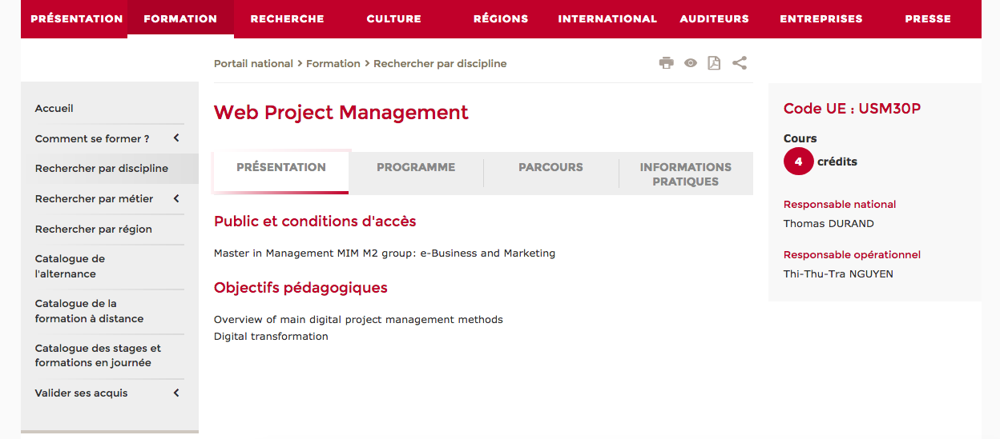 PRÉSENTATION FORMATION RECHERCHE CULTURE RÉGIONS INTERNATIONAL AUDITEURS ENTREPRISES PRESSE
Portail national > Formation > Rechercher par discipline
Accueil
Comment se former ?
Rechercher par discipline
Rechercher par métier
Rechercher par région
Catalogue de
l'alternance
Catalogue de la
formation à distance
Catalogue des stages et
formations en journée
Valider ses acquis
Web Project Management
PRÉSENTATION PROGRAMME PARCOURS INFORMATIONS
PRATIQUES
Public et conditions d'accès
Master in Management MIM M2 group: e-Business and Marketing
Objectifs pédagogiques
Overview of main digital project management methods
Digital transformation
Code UE : USM30P
Cours
4 crédits
Responsable national
Thomas DURAND
Responsable opérationnel
Thi-Thu-Tra NGUYEN